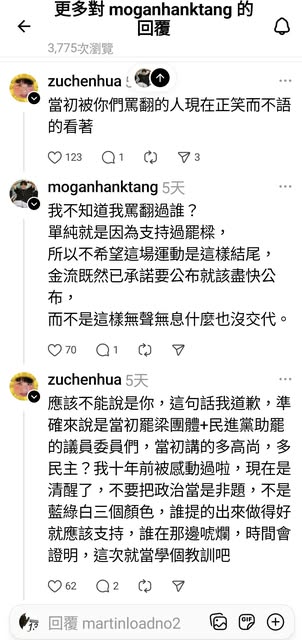 更多對 moganhanktang 的
回覆
3,775次瀏覽
zuchenhua
當初被你們罵翻的人現在正笑而不語
的看著
123 1 3
moganhanktang 5天
我不知道我罵翻過誰？
單純就是因為支持過罷樑，
所以不希望這場運動是這樣結尾，
金流既然已承諾要公布就該盡快公
布，
而不是這樣無聲無息什麼也沒交代。
70 1
zuchenhua 5天
應該不能說是你，這句話我道歉，準
確來說是當初罷梁團體+民進黨助罷
的議員委員們，當初講的多高尚，多
民主？我十年前被感動過啦，現在是
清醒了，不要把政治當是非題，不是
藍綠白三個顏色，誰提的出來做得好
就應該支持，誰在那邊唬爛，時間會
證明，這次就當學個教訓吧
62 2
回覆 martinloadno2
GIF